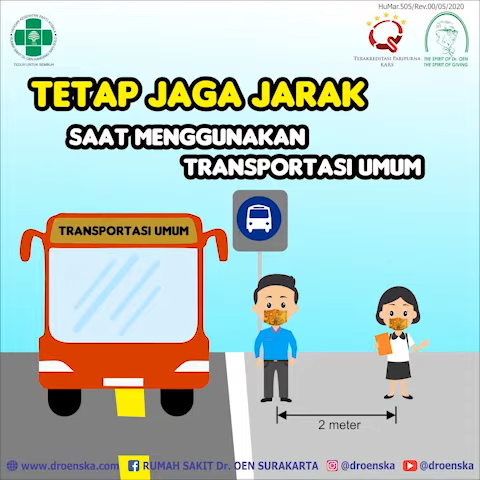 HuMar.505/Rev.00/05/2020
TERAKREDITASI PARIPURNA
KARS
THE SPIRIT OF Dr. OEN
THE SPIRIT OF GIVING
TETAP JAGA JARAK
SAAT MENGGUNAKAN
TRANSPORTASI UMUM
TRANSPORTASI UMUM
2 meter
www.droenska.com RUMAH SAKIT Dr. OEN SURAKARTA @droenska @droenska